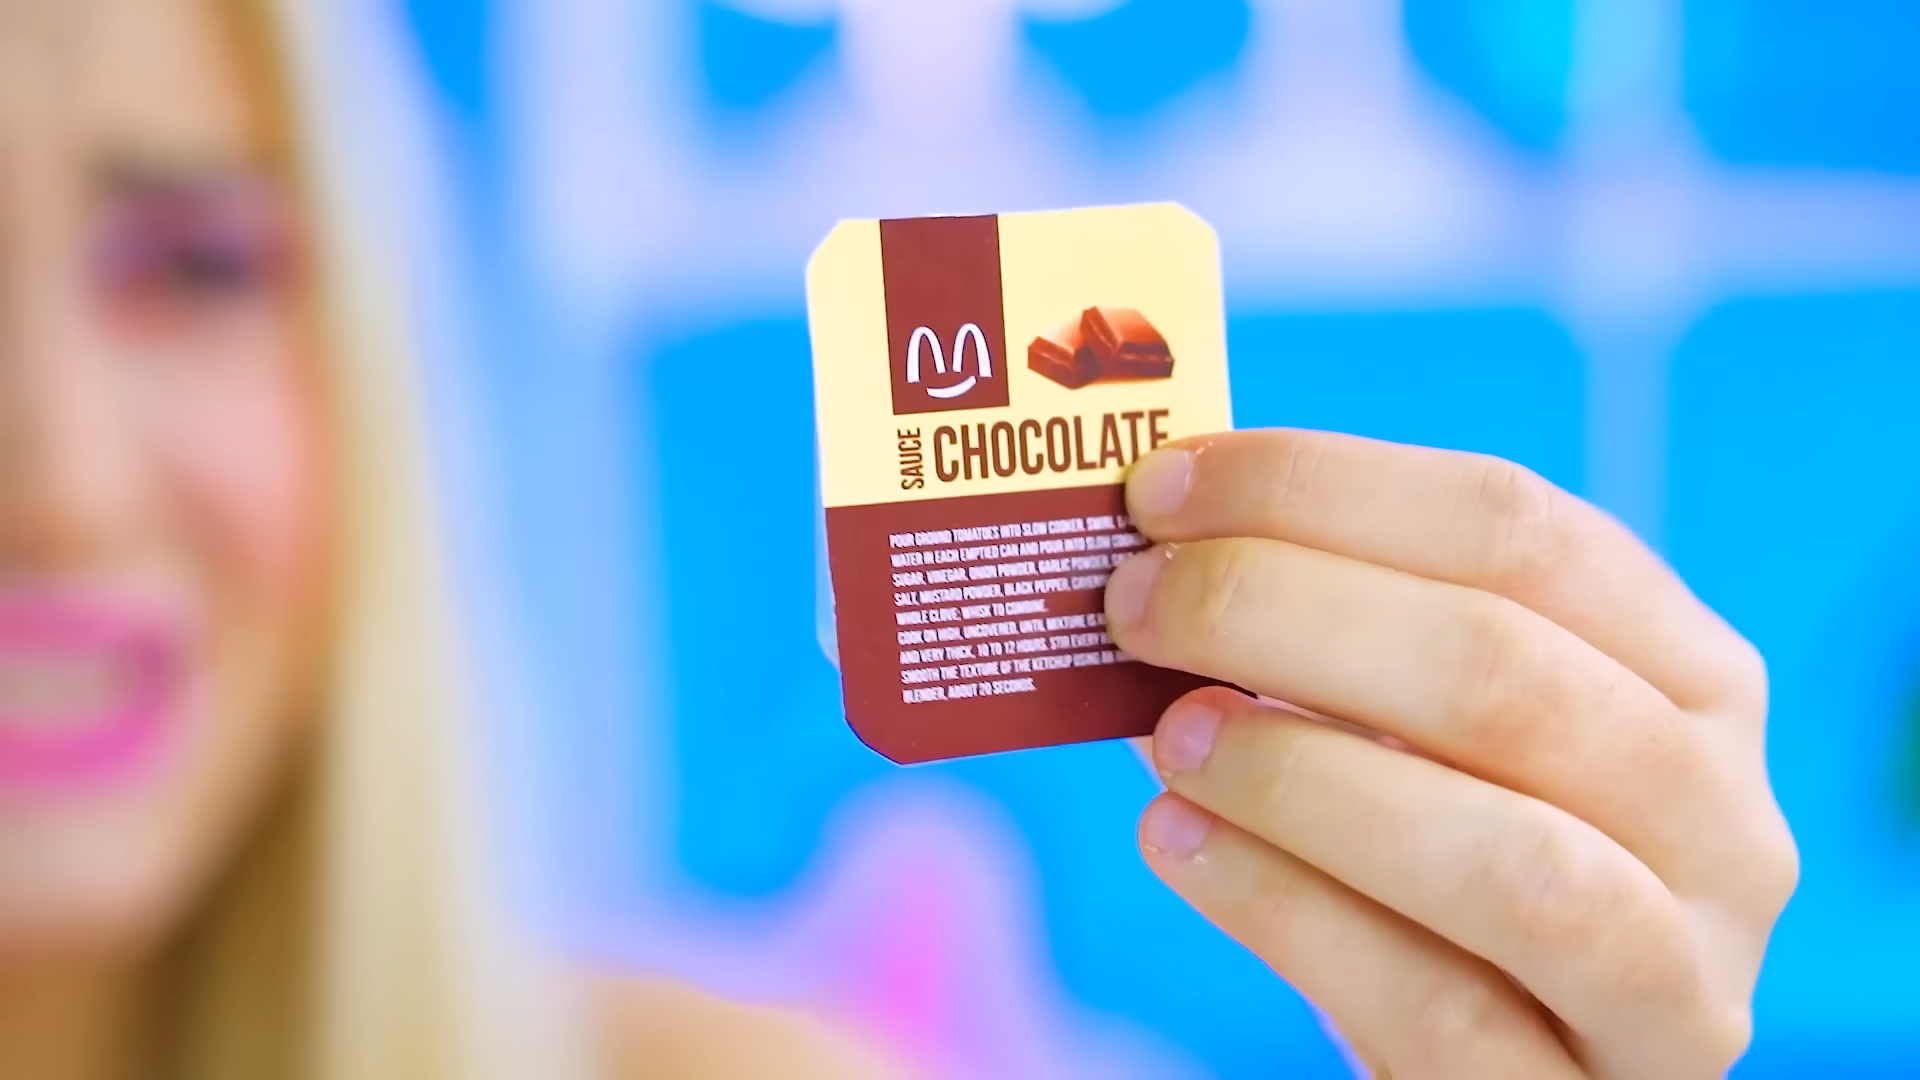 SAUCE CHOCOLATE
POUR GROUND TOMATOES INTO SLOW COOKER. SWIRL
WATER IN EACH EMPTIED CAN AND POUR INTO SLOW
SUGAR, VINEGAR, ONION POWDER, GARLIC POWDER,
SALT, MUSTARD POWDER, BLACK PEPPER,
WHOLE CLOVE; WHISK TO COMBINE.
COOK ON HIGH, UNCOVERED, UNTIL MIXTURE IS
AND VERY THICK, 10 TO 12 HOURS. STIR EVERY
SMOOTH THE TEXTURE OF THE KETCHUP USING
BLENDER, ABOUT 20 SECONDS.